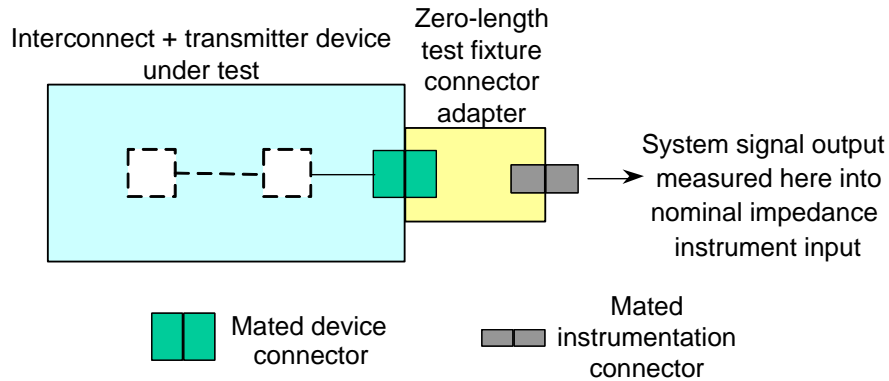 Interconnect + transmitter device
under test
Zero-length
test fixture
connector
adapter
System signal output
measured here into
nominal impedance
instrument input
Mated device
connector
Mated
instrumentation
connector